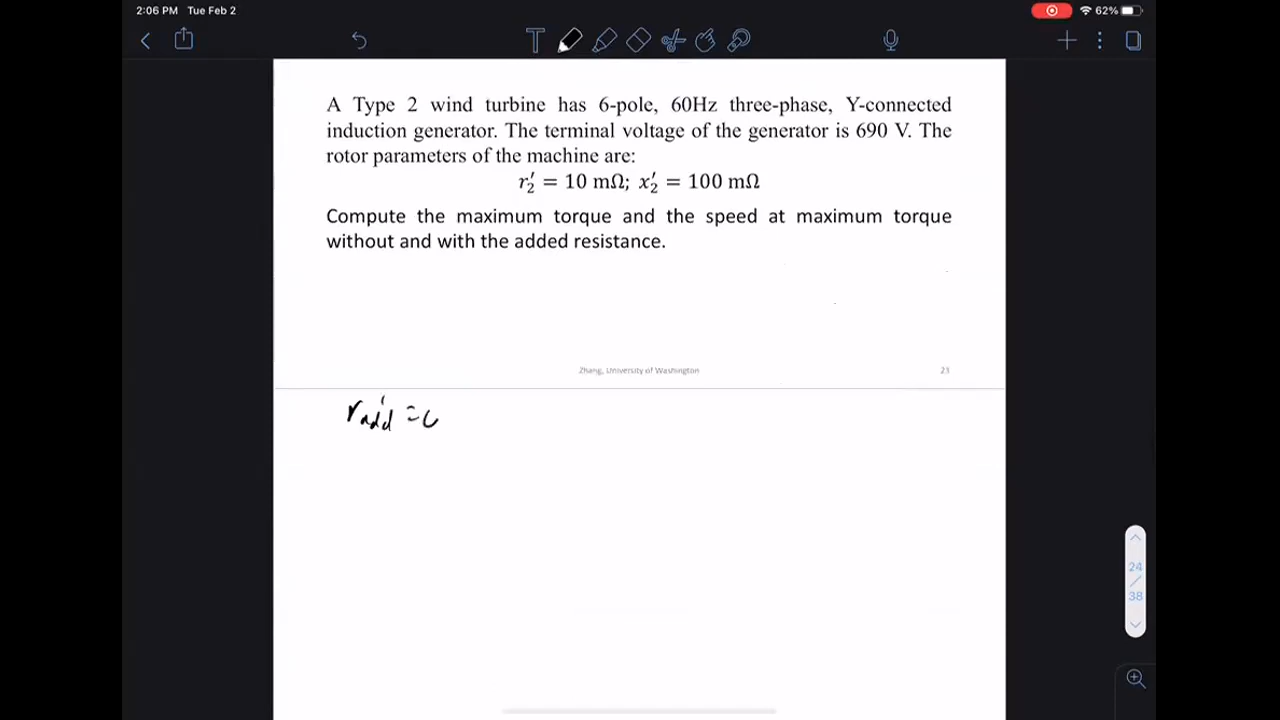 2:06 PM Tue Feb 2
62%
A Type 2 wind turbine has 6-pole, 60Hz three-phase, Y-connected
induction generator. The terminal voltage of the generator is 690 V. The
rotor parameters of the machine are:
r₂′ = 10 mΩ; x₂′ = 100 mΩ
Compute the maximum torque and the speed at maximum torque
without and with the added resistance.
Zhang, University of Washington 23
r'add =
24
/
38